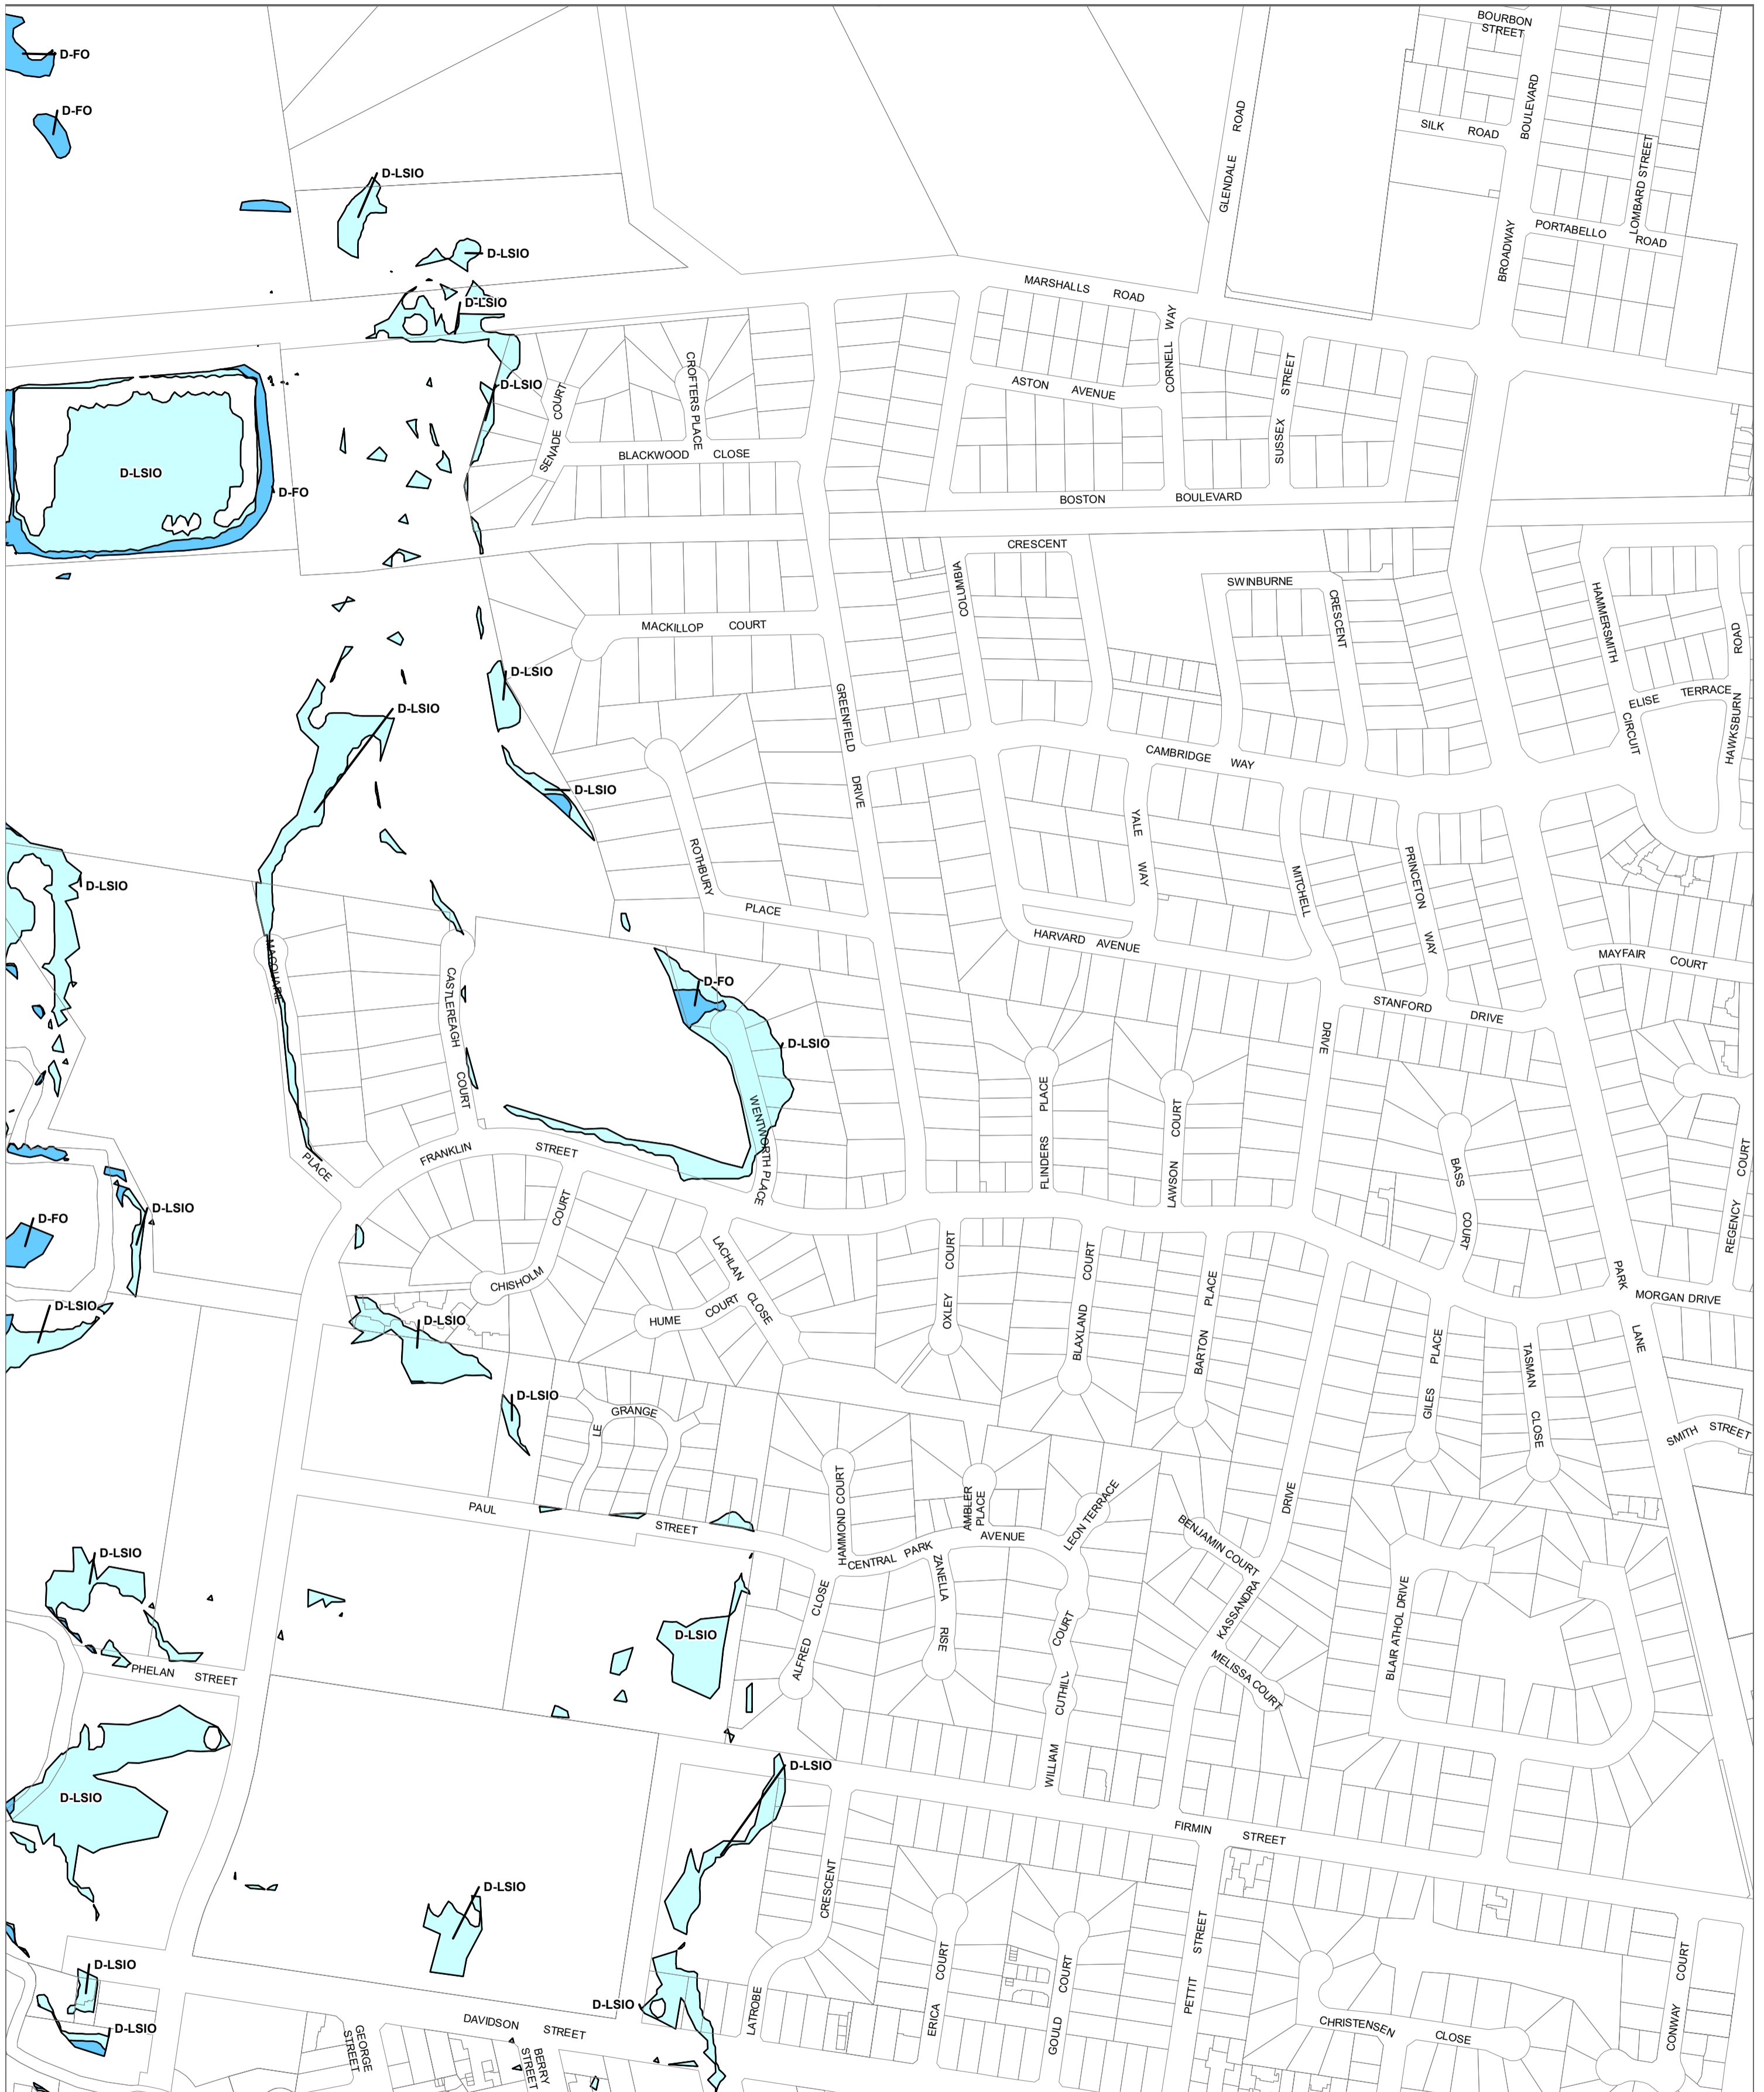 BOURBON
STREET
D-FO
BOULEVARD
D-FO
GLENDALE ROAD
SILK ROAD
LOMBARD STREET
D-LSIO
BROADWAY
PORTABELLO ROAD
D-LSIO
MARSHALLS ROAD
D-LSIO
CORNELL WAY
CROFTERS PLACE
D-LSIO
SENADE COURT
ASTON AVENUE
SUSSEX STREET
BLACKWOOD CLOSE
D-LSIO
D-FO
BOSTON BOULEVARD
CRESCENT
COLUMBIA
SWINBURNE
CRESCENT
HAMMERSMITH
CIRCUIT
MACKILLOP COURT
ROAD
HAWKSBURN
D-LSIO
ELISE TERRACE
D-LSIO
GREENFIELD
DRIVE
CAMBRIDGE WAY
D-LSIO
YALE WAY
ROTHBURY
PLACE
MITCHELL
DRIVE
PRINCETON WAY
D-LSIO
HARVARD AVENUE
MAYFAIR COURT
MACQUARIE
PLACE
CASTLEREAGH
COURT
D-FO
STANFORD DRIVE
D-LSIO
WENTWORTH PLACE
FLINDERS PLACE
LAWSON COURT
BASS COURT
REGENCY COURT
FRANKLIN STREET
D-LSIO
D-FO
COURT
CHISHOLM
LACHLAN
CLOSE
OXLEY COURT
BLAXLAND COURT
BARTON PLACE
PARK
LANE
MORGAN DRIVE
D-LSIO
D-LSIO
HUME COURT
GILES PLACE
TASMAN CLOSE
D-LSIO
LE
GRANGE
SMITH STREET
PAUL STREET
HAMMOND COURT
AMBLER
PLACE
LEON TERRACE
DRIVE
KASSANDRA
BENJAMIN COURT
CENTRAL PARK AVENUE
D-LSIO
ZANELLA RISE
ALFRED CLOSE
BLAIR ATHOL DRIVE
D-LSIO
COURT
CUTHILL
WILLIAM
MELISSA COURT
PHELAN STREET
D-LSIO
D-LSIO
FIRMIN STREET
CRESCENT
LATROBE
D-LSIO
ERICA COURT
GOULD COURT
PETTIT STREET
CONWAY COURT
D-LSIO
D-LSIO
D-LSIO
DAVIDSON STREET
CHRISTENSEN CLOSE
GEORGE
STREET
BERRY
STREET